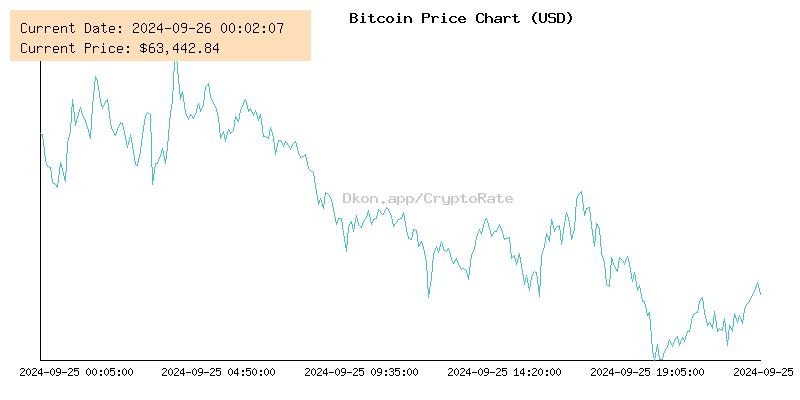 Bitcoin Price Chart (USD)
Current Date: 2024-09-26 00:02:07
Current Price: $63,442.84
Dkon.app/CryptoRate
2024-09-25 00:05:00 2024-09-25 04:50:00 2024-09-25 09:35:00 2024-09-25 14:20:00 2024-09-25 19:05:00 2024-09-25